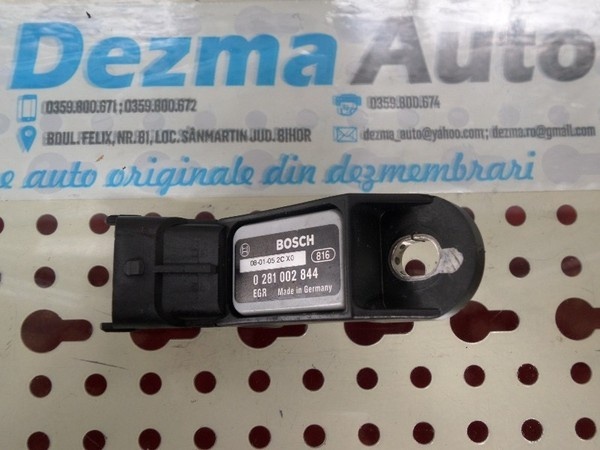 Dezma Auto
0359.800.671 ; 0359.800.672
0359.800.674
BDUL. FELIX, NR. 81, LOC. SÂNMARTIN JUD. BIHOR
dezma_auto@yahoo.com ; dezma.ro@gmail.com
e auto originale din dezmembrari
BOSCH
08-01-05 2C X0
816
0 281 002 844
EGR Made in Germany